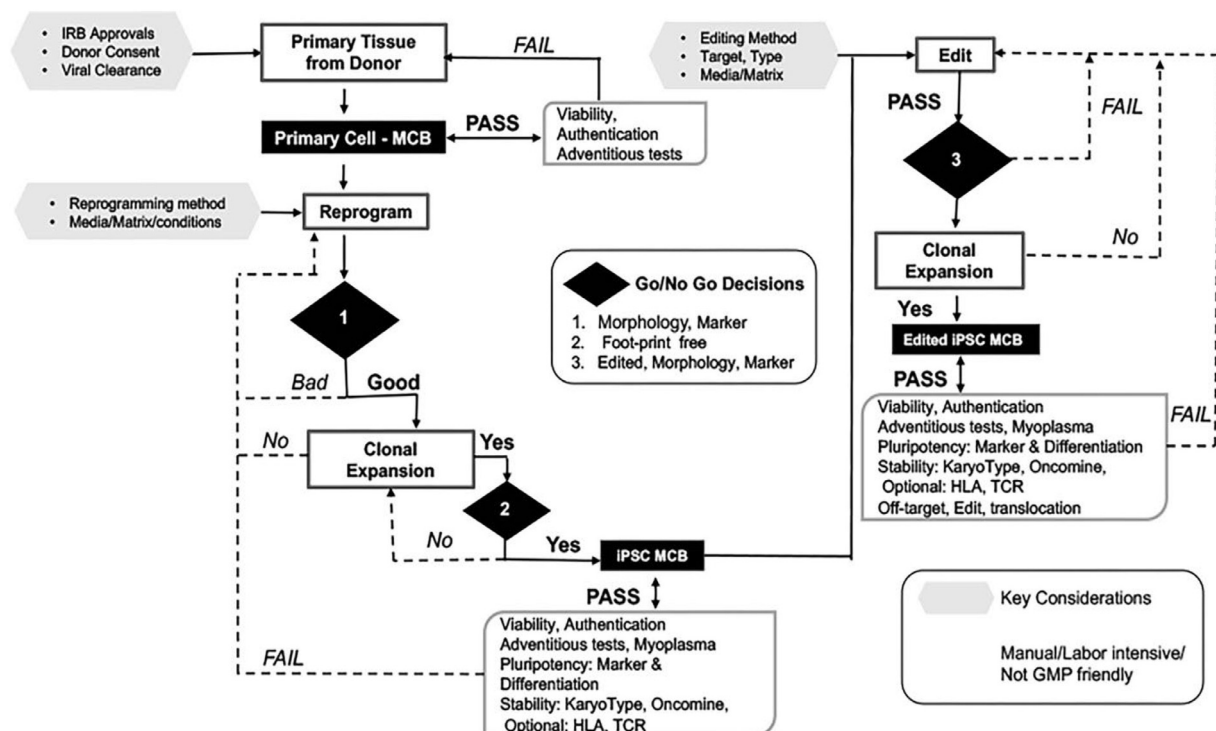 • IRB Approvals
• Donor Consent
• Viral Clearance
Primary Tissue
from Donor
FAIL
Primary Cell - MCB
PASS
Viability,
Authentication
Adventitious tests
• Reprogramming method
• Media/Matrix/conditions
Reprogram
1
Bad
Good
No
Clonal
Expansion
Yes
2
No
Yes
iPSC MCB
PASS
FAIL
Viability, Authentication
Adventitious tests, Myoplasma
Pluripotency: Marker &
Differentiation
Stability: KaryoType, Oncomine,
Optional: HLA, TCR
Go/No Go Decisions
1. Morphology, Marker
2. Foot-print free
3. Edited, Morphology, Marker
• Editing Method
• Target, Type
• Media/Matrix
Edit
PASS
FAIL
3
Clonal
Expansion
No
Yes
Edited iPSC MCB
PASS
Viability, Authentication
Adventitious tests, Myoplasma
Pluripotency: Marker & Differentiation
Stability: KaryoType, Oncomine,
Optional: HLA, TCR
Off-target, Edit, translocation
FAIL
Key Considerations
Manual/Labor intensive/
Not GMP friendly